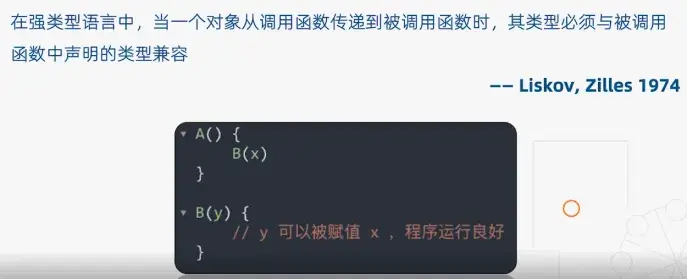 在强类型语言中，当一个对象从调用函数传递到被调用函数时，其类型必须与被调用
函数中声明的类型兼容
—— Liskov, Zilles 1974
A() {
B(x)
}
B(y) {
// y 可以被赋值 x ，程序运行良好
}